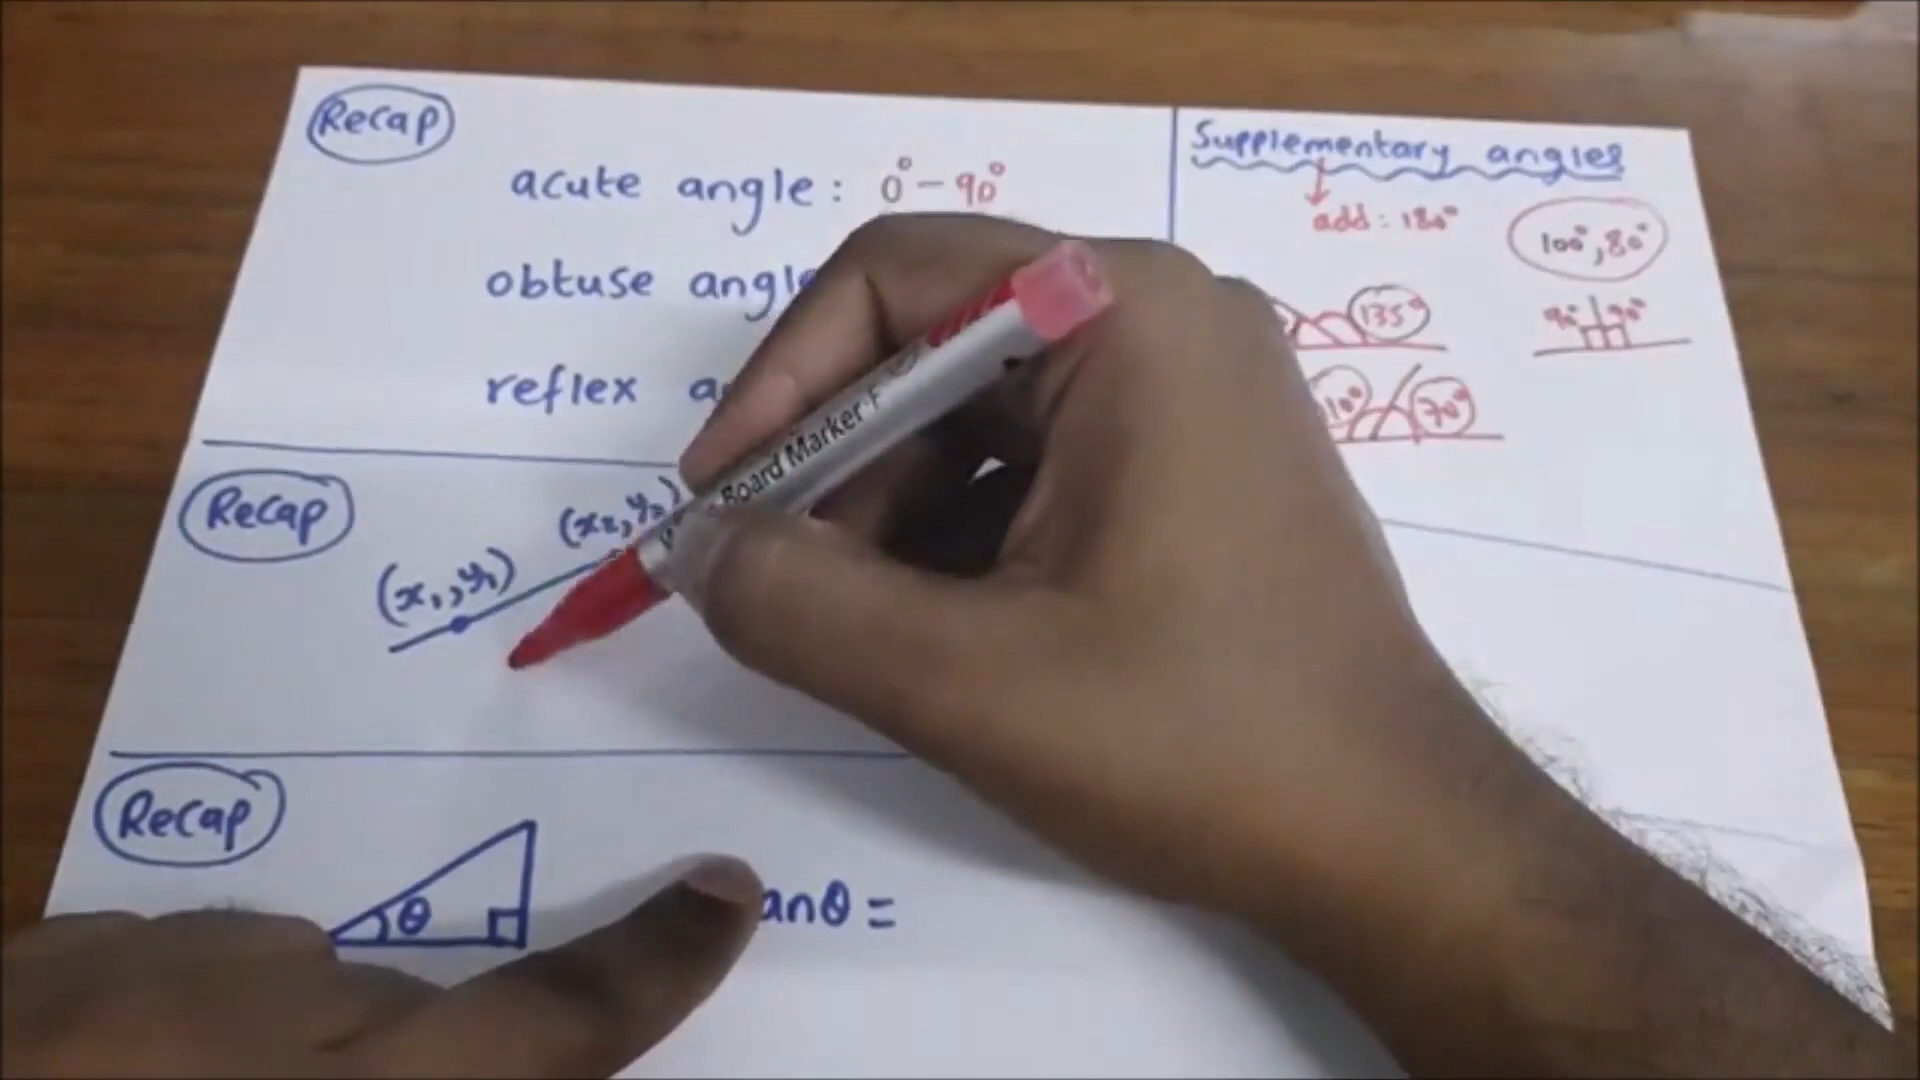 Recap
acute angle: 0° - 90°
obtuse angle
reflex
Supplementary angles
add: 180°
100°, 80°
135°
90° 90°
70°
Recap
(x₁, y₁)
(x₂, y₂)
Board Marker F
Recap
θ
anθ =